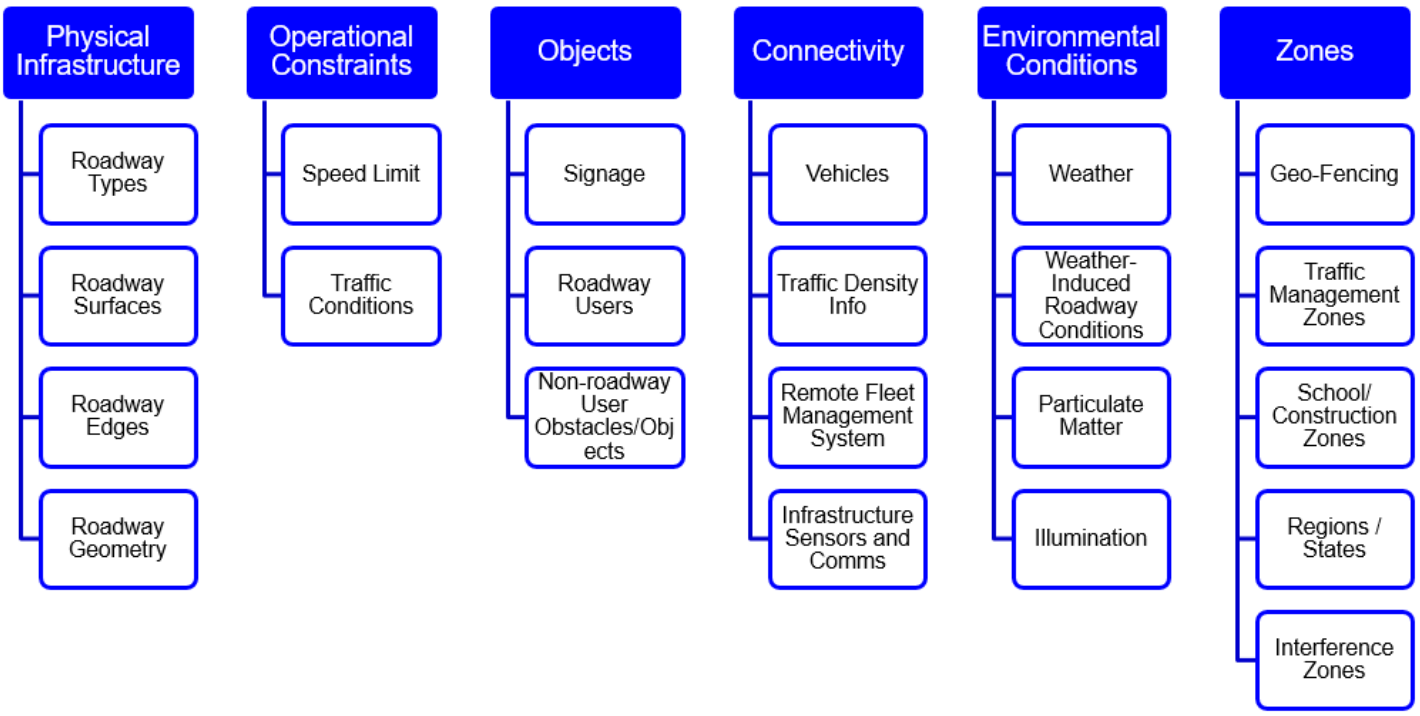 Physical
Infrastructure
Roadway
Types
Roadway
Surfaces
Roadway
Edges
Roadway
Geometry
Operational
Constraints
Speed Limit
Traffic
Conditions
Objects
Signage
Roadway
Users
Non-roadway
User
Obstacles/Obj
ects
Connectivity
Vehicles
Traffic Density
Info
Remote Fleet
Management
System
Infrastructure
Sensors and
Comms
Environmental
Conditions
Weather
Weather-
Induced
Roadway
Conditions
Particulate
Matter
Illumination
Zones
Geo-Fencing
Traffic
Management
Zones
School/
Construction
Zones
Regions /
States
Interference
Zones